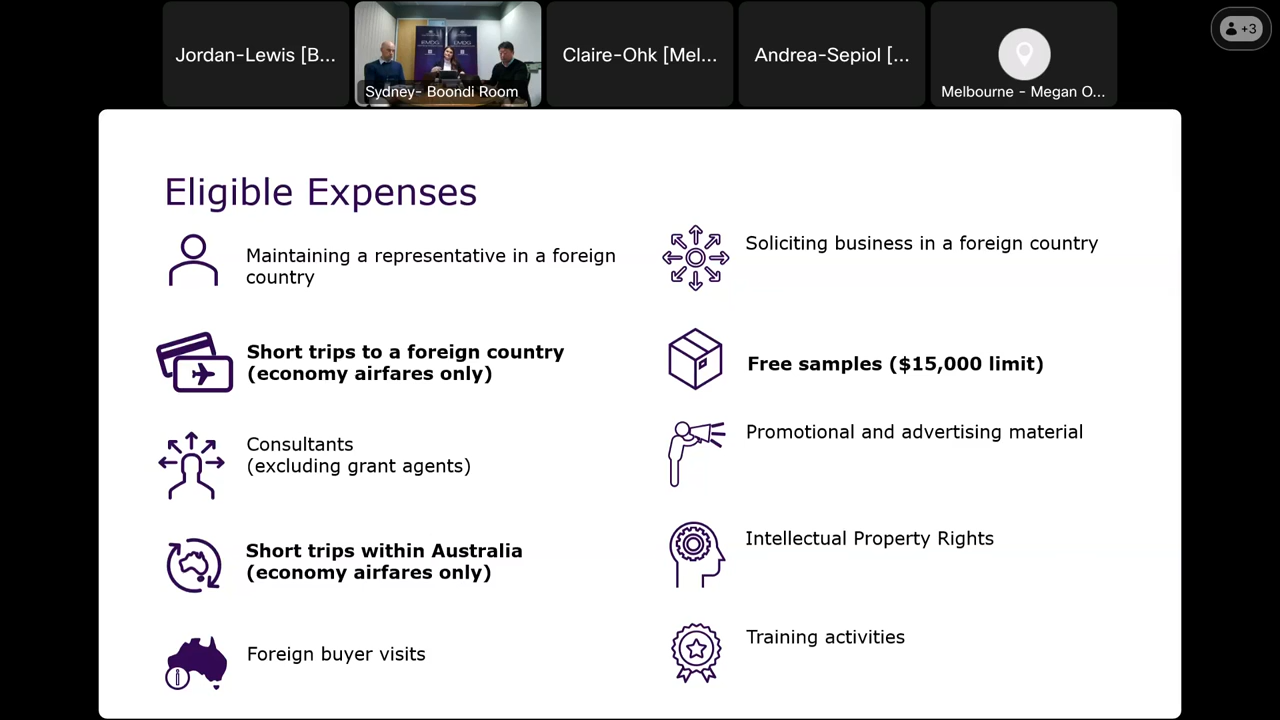 Jordan-Lewis [B...
EMDG
Sydney- Boondi Room
Claire-Ohk [Mel...
Andrea-Sepiol [...
Melbourne - Megan O...
+3
Eligible Expenses
Maintaining a representative in a foreign
country
Short trips to a foreign country
(economy airfares only)
Consultants
(excluding grant agents)
Short trips within Australia
(economy airfares only)
Foreign buyer visits
Soliciting business in a foreign country
Free samples ($15,000 limit)
Promotional and advertising material
Intellectual Property Rights
Training activities